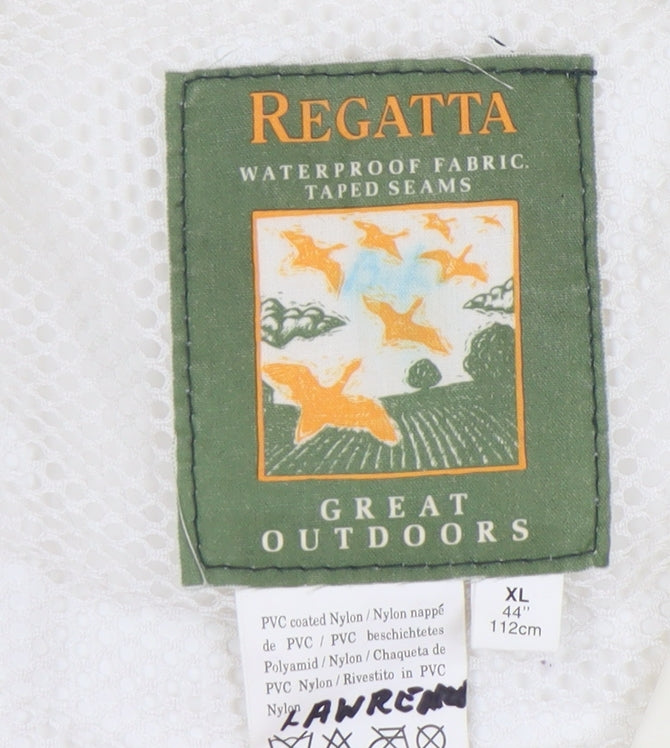 REGATTA
WATERPROOF FABRIC.
TAPED SEAMS
GREAT
OUTDOORS
XL
44"
112cm
PVC coated Nylon / Nylon nappé
de PVC / PVC beschichtetes
Polyamid / Nylon / Chaqueta de
PVC Nylon / Rivestito in PVC
Nylon